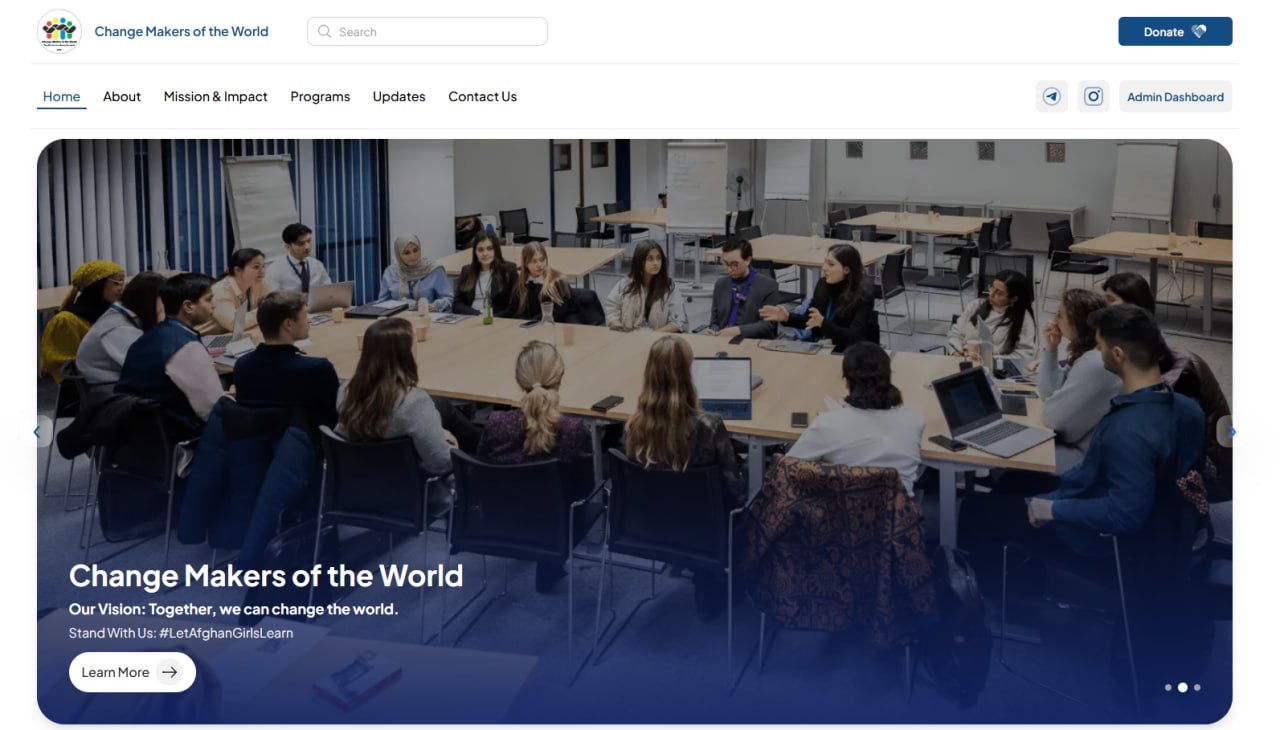 Change Makers of the World
Search
Donate
Home About Mission & Impact Programs Updates Contact Us
Admin Dashboard
Change Makers of the World
Our Vision: Together, we can change the world.
Stand With Us: #LetAfghanGirlsLearn
Learn More